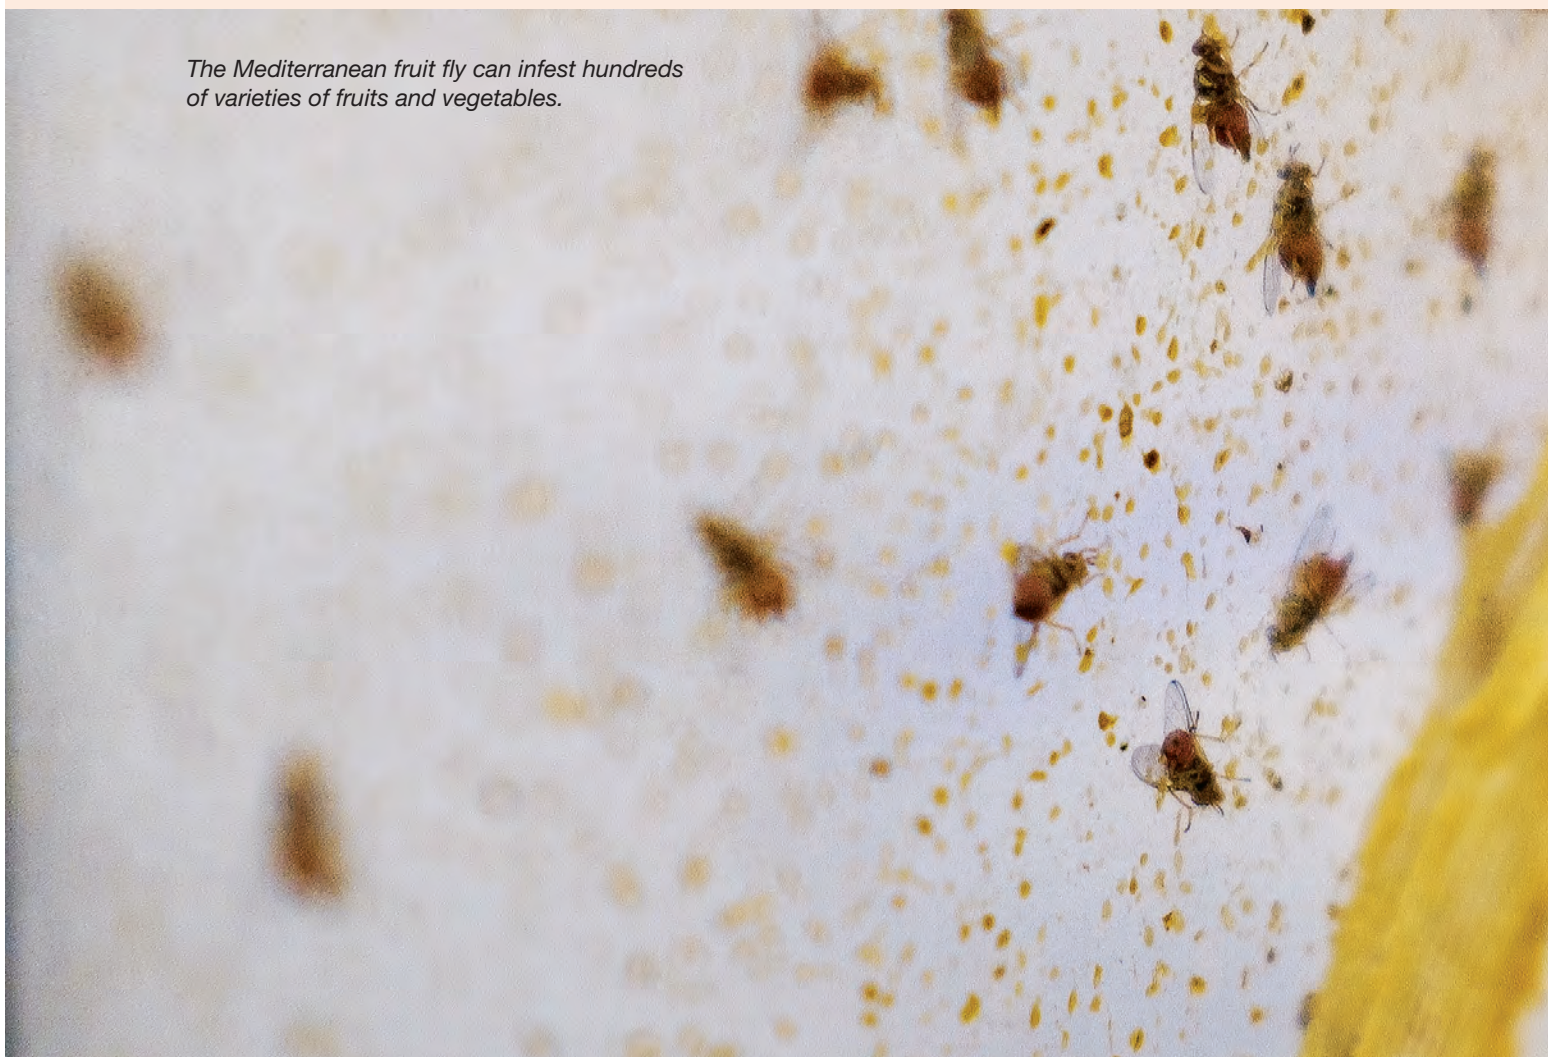 The Mediterranean fruit fly can infest hundreds
of varieties of fruits and vegetables.